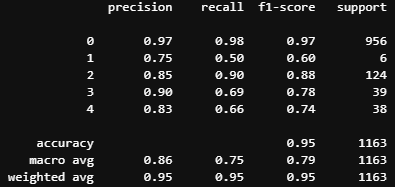 precision recall f1-score support
0 0.97 0.98 0.97 956
1 0.75 0.50 0.60 6
2 0.85 0.90 0.88 124
3 0.90 0.69 0.78 39
4 0.83 0.66 0.74 38
accuracy 0.95 1163
macro avg 0.86 0.75 0.79 1163
weighted avg 0.95 0.95 0.95 1163